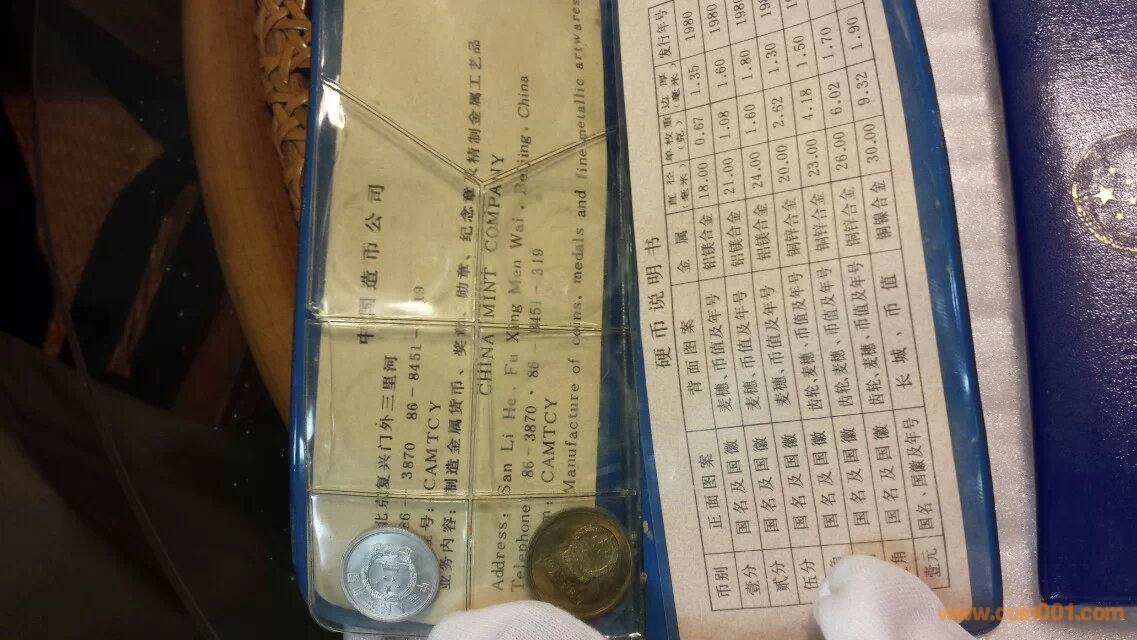 中国造币公司
北京复兴门外三里河
86 3870 86-8451-319
号: CAMTCY
业务内容: 制造金属货币、奖 勋章、纪念章及精制金属工艺品
CHINA MINT COMPANY
Address: San Li He, Fu Xing Men Wai, Beijing, China
Telephone 86-3870、86-8451-319
CAMTCY
Manufacture of coins, medals and fine metallic artwares
硬币说明书
币别 正面图案 背面图案 金属 直径(毫米) 单枚重(克) 边厚(毫米) 发行年号
壹分 国名及国徽 麦穗、币值及年号 铝镁合金 18.00 0.67 1.35 1980
贰分 国名及国徽 麦穗、币值及年号 铝镁合金 21.00 1.08 1.60 1980
伍分 国名及国徽 麦穗、币值及年号 铝镁合金 24.00 1.60 1.80
国名及国徽 齿轮麦穗、币值及年号 铜锌合金 20.00 2.62 1.30
国名及国徽 齿轮麦穗、币值及年号 铜锌合金 23.00 4.18 1.50
角 国名及国徽 齿轮、麦穗、币值及年号 铜锌合金 26.00 6.02 1.70
壹元 国名、国徽及年号 长城、币值 铜镍合金 30.00 9.32 1.90
www.coin001.com